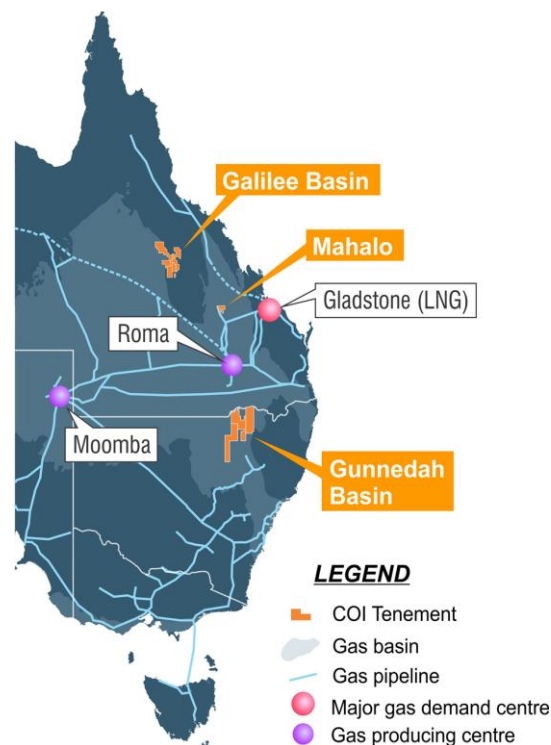 Galilee Basin
Mahalo
Gladstone (LNG)
Roma
Moomba
Gunnedah
Basin
LEGEND
COI Tenement
Gas basin
Gas pipeline
Major gas demand centre
Gas producing centre